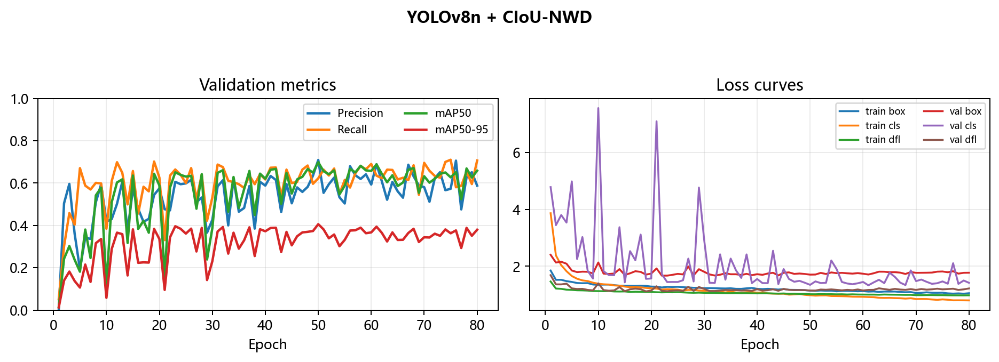 YOLOv8n + CIoU-NWD
Validation metrics
1.0
0.8
0.6
0.4
0.2
0.0
Precision
Recall
mAP50
mAP50-95
0 10 20 30 40 50 60 70 80
Epoch
Loss curves
6
4
2
train box
train cls
train dfl
val box
val cls
val dfl
0 10 20 30 40 50 60 70 80
Epoch